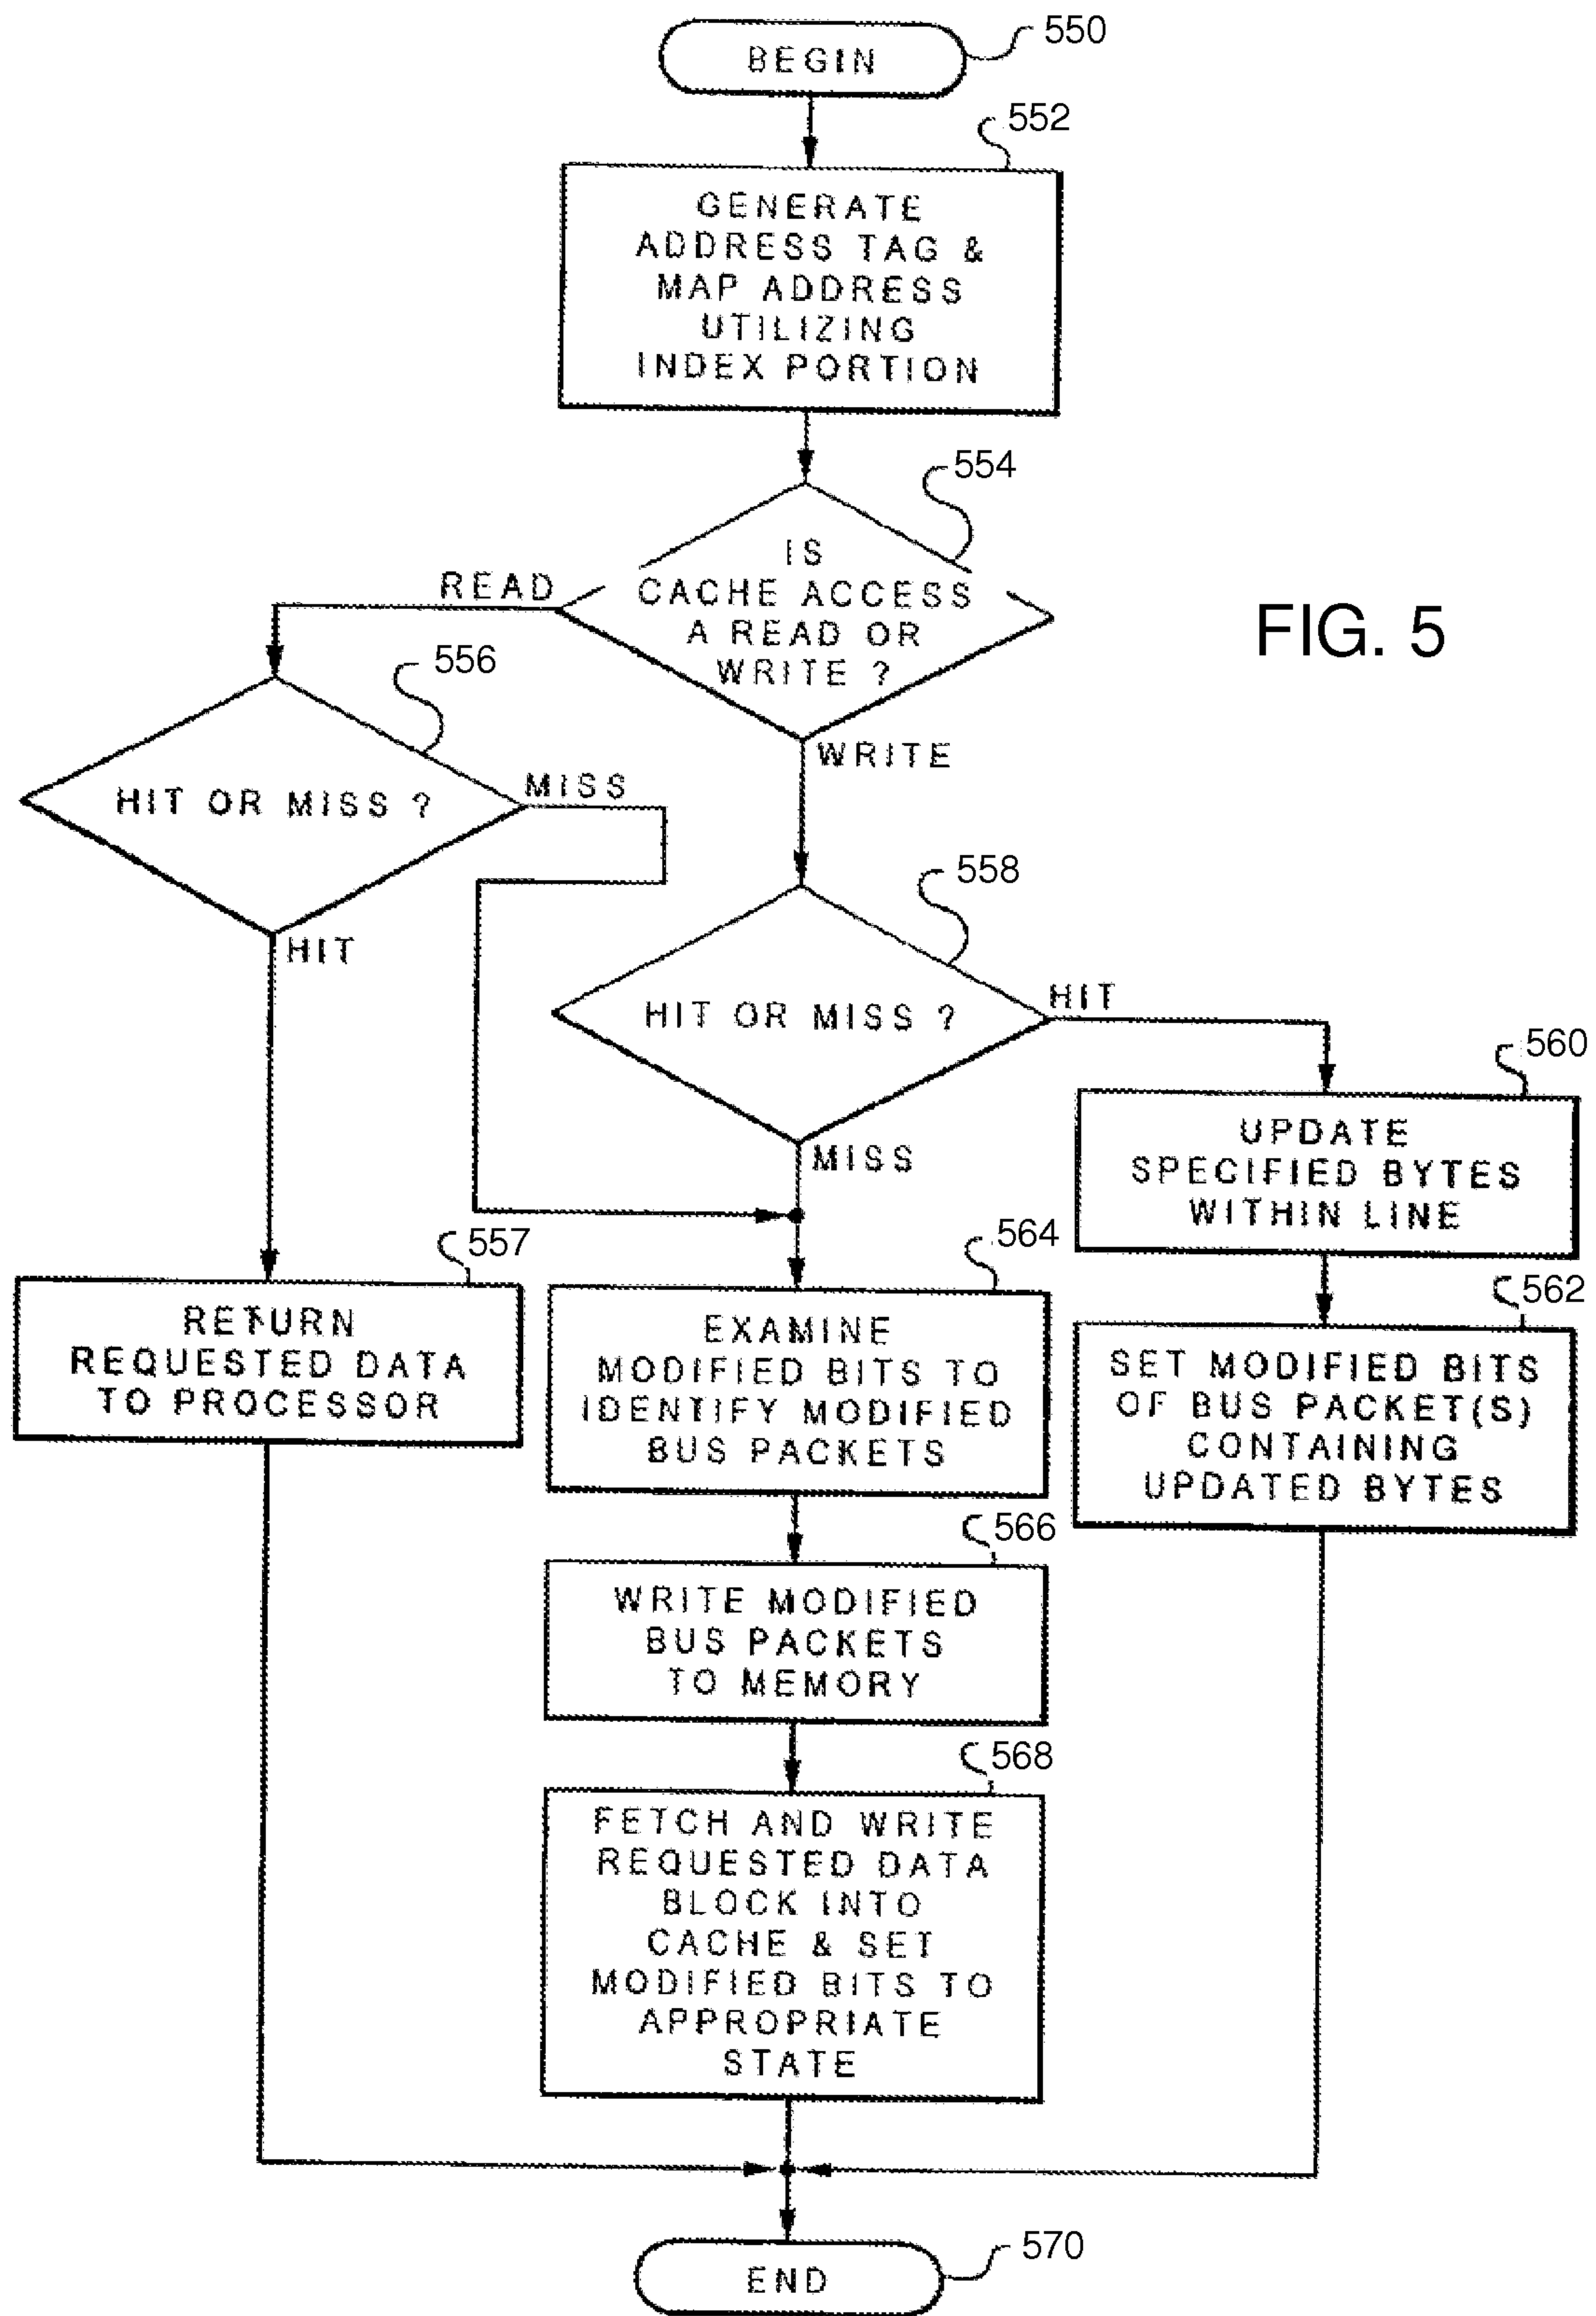 BEGIN
550
552
GENERATE
ADDRESS TAG &
MAP ADDRESS
UTILIZING
INDEX PORTION
554
IS
CACHE ACCESS
A READ OR
WRITE ?
READ
WRITE
FIG. 5
556
HIT OR MISS ?
MISS
HIT
558
HIT OR MISS ?
HIT
MISS
560
UPDATE
SPECIFIED BYTES
WITHIN LINE
557
RETURN
REQUESTED DATA
TO PROCESSOR
564
EXAMINE
MODIFIED BITS TO
IDENTIFY MODIFIED
BUS PACKETS
562
SET MODIFIED BITS
OF BUS PACKET(S)
CONTAINING
UPDATED BYTES
566
WRITE MODIFIED
BUS PACKETS
TO MEMORY
568
FETCH AND WRITE
REQUESTED DATA
BLOCK INTO
CACHE & SET
MODIFIED BITS TO
APPROPRIATE
STATE
END
570